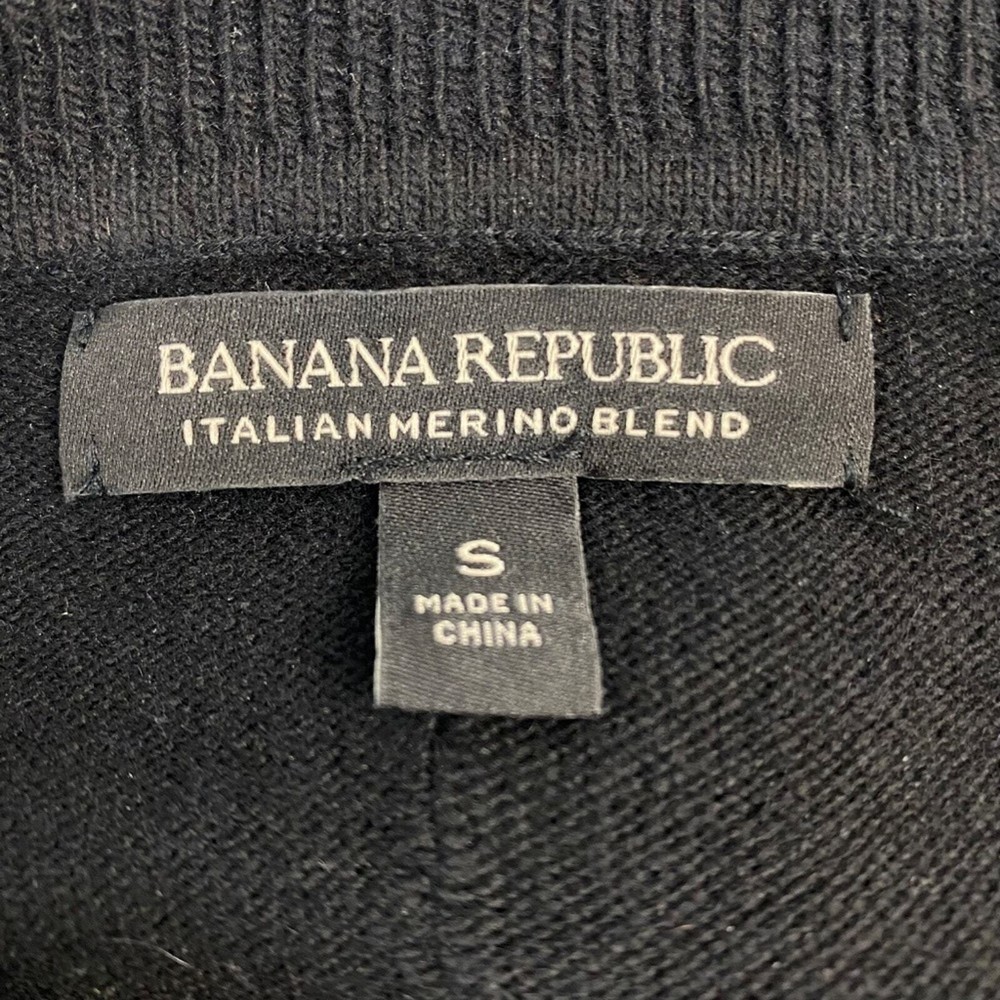 BANANA REPUBLIC
ITALIAN MERINO BLEND
S
MADE IN
CHINA